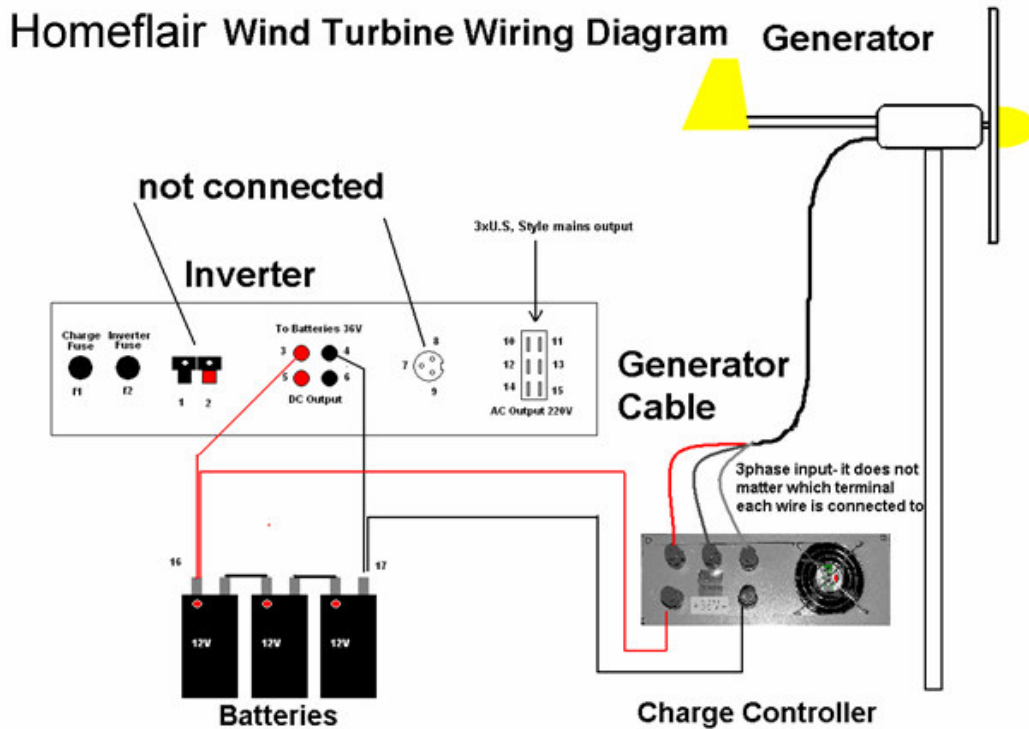 Homeflair Wind Turbine Wiring Diagram
Generator
not connected
3xU.S, Style mains output
Inverter
Charge Fuse
f1
Inverter Fuse
f2
1 2
To Batteries 36V
3 4
5 6
DC Output
8
7
9
10 11
12 13
14 15
AC Output 220V
Generator
Cable
3phase input- it does not
matter which terminal
each wire is connected to
16
17
12V
12V
12V
+36V-
Batteries
Charge Controller